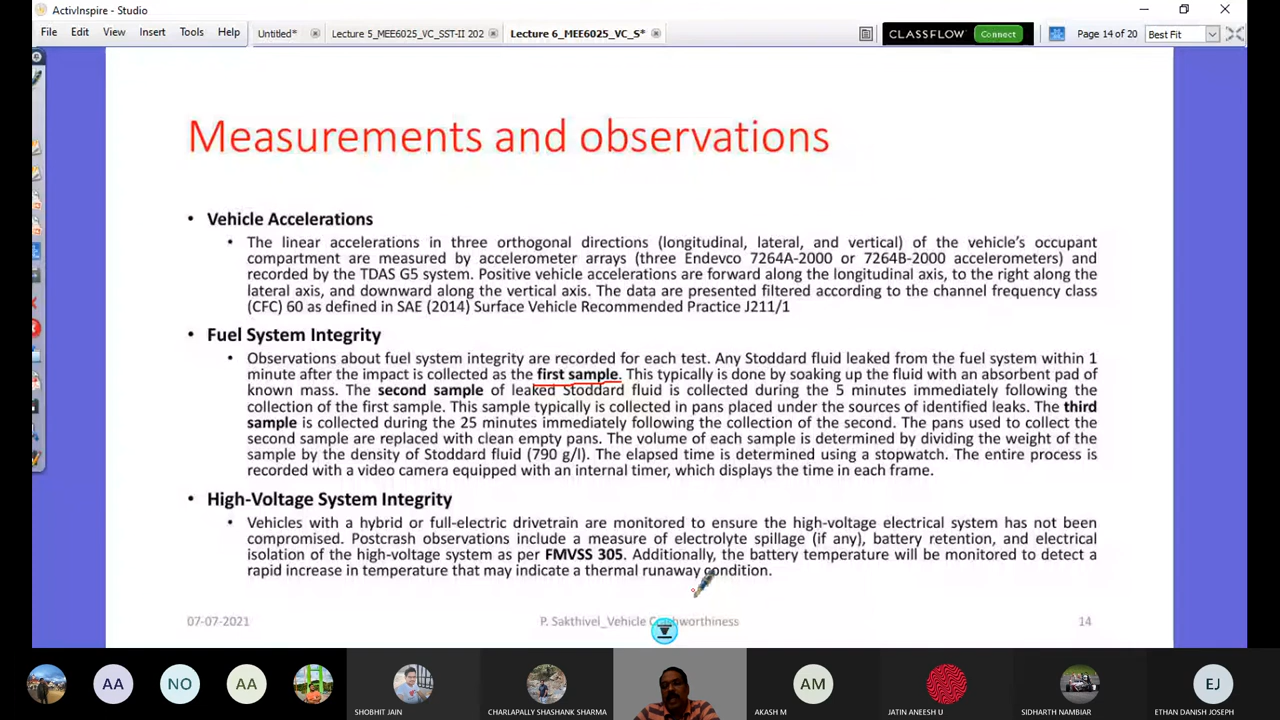 ActivInspire - Studio
File Edit View Insert Tools Help Untitled* Lecture 5_MEE6025_VC_SST-II 202 Lecture 6_MEE6025_VC_S* CLASSFLOW Connect Page 14 of 20 Best Fit
Measurements and observations
• Vehicle Accelerations
• The linear accelerations in three orthogonal directions (longitudinal, lateral, and vertical) of the vehicle's occupant
compartment are measured by accelerometer arrays (three Endevco 7264A-2000 or 7264B-2000 accelerometers) and
recorded by the TDAS G5 system. Positive vehicle accelerations are forward along the longitudinal axis, to the right along the
lateral axis, and downward along the vertical axis. The data are presented filtered according to the channel frequency class
(CFC) 60 as defined in SAE (2014) Surface Vehicle Recommended Practice J211/1
• Fuel System Integrity
• Observations about fuel system integrity are recorded for each test. Any Stoddard fluid leaked from the fuel system within 1
minute after the impact is collected as the first sample. This typically is done by soaking up the fluid with an absorbent pad of
known mass. The second sample of leaked Stoddard fluid is collected during the 5 minutes immediately following the
collection of the first sample. This sample typically is collected in pans placed under the sources of identified leaks. The third
sample is collected during the 25 minutes immediately following the collection of the second. The pans used to collect the
second sample are replaced with clean empty pans. The volume of each sample is determined by dividing the weight of the
sample by the density of Stoddard fluid (790 g/l). The elapsed time is determined using a stopwatch. The entire process is
recorded with a video camera equipped with an internal timer, which displays the time in each frame.
• High-Voltage System Integrity
• Vehicles with a hybrid or full-electric drivetrain are monitored to ensure the high-voltage electrical system has not been
compromised. Postcrash observations include a measure of electrolyte spillage (if any), battery retention, and electrical
isolation of the high-voltage system as per FMVSS 305. Additionally, the battery temperature will be monitored to detect a
rapid increase in temperature that may indicate a thermal runaway condition.
07-07-2021 P. Sakthivel_Vehicle Crashworthiness 14
AA NO AA AM EJ
SHOBHIT JAIN CHARLAPALLY SHASHANK SHARMA AKASH M JATIN ANEESH U SIDHARTH NAMBIAR ETHAN DANISH JOSEPH